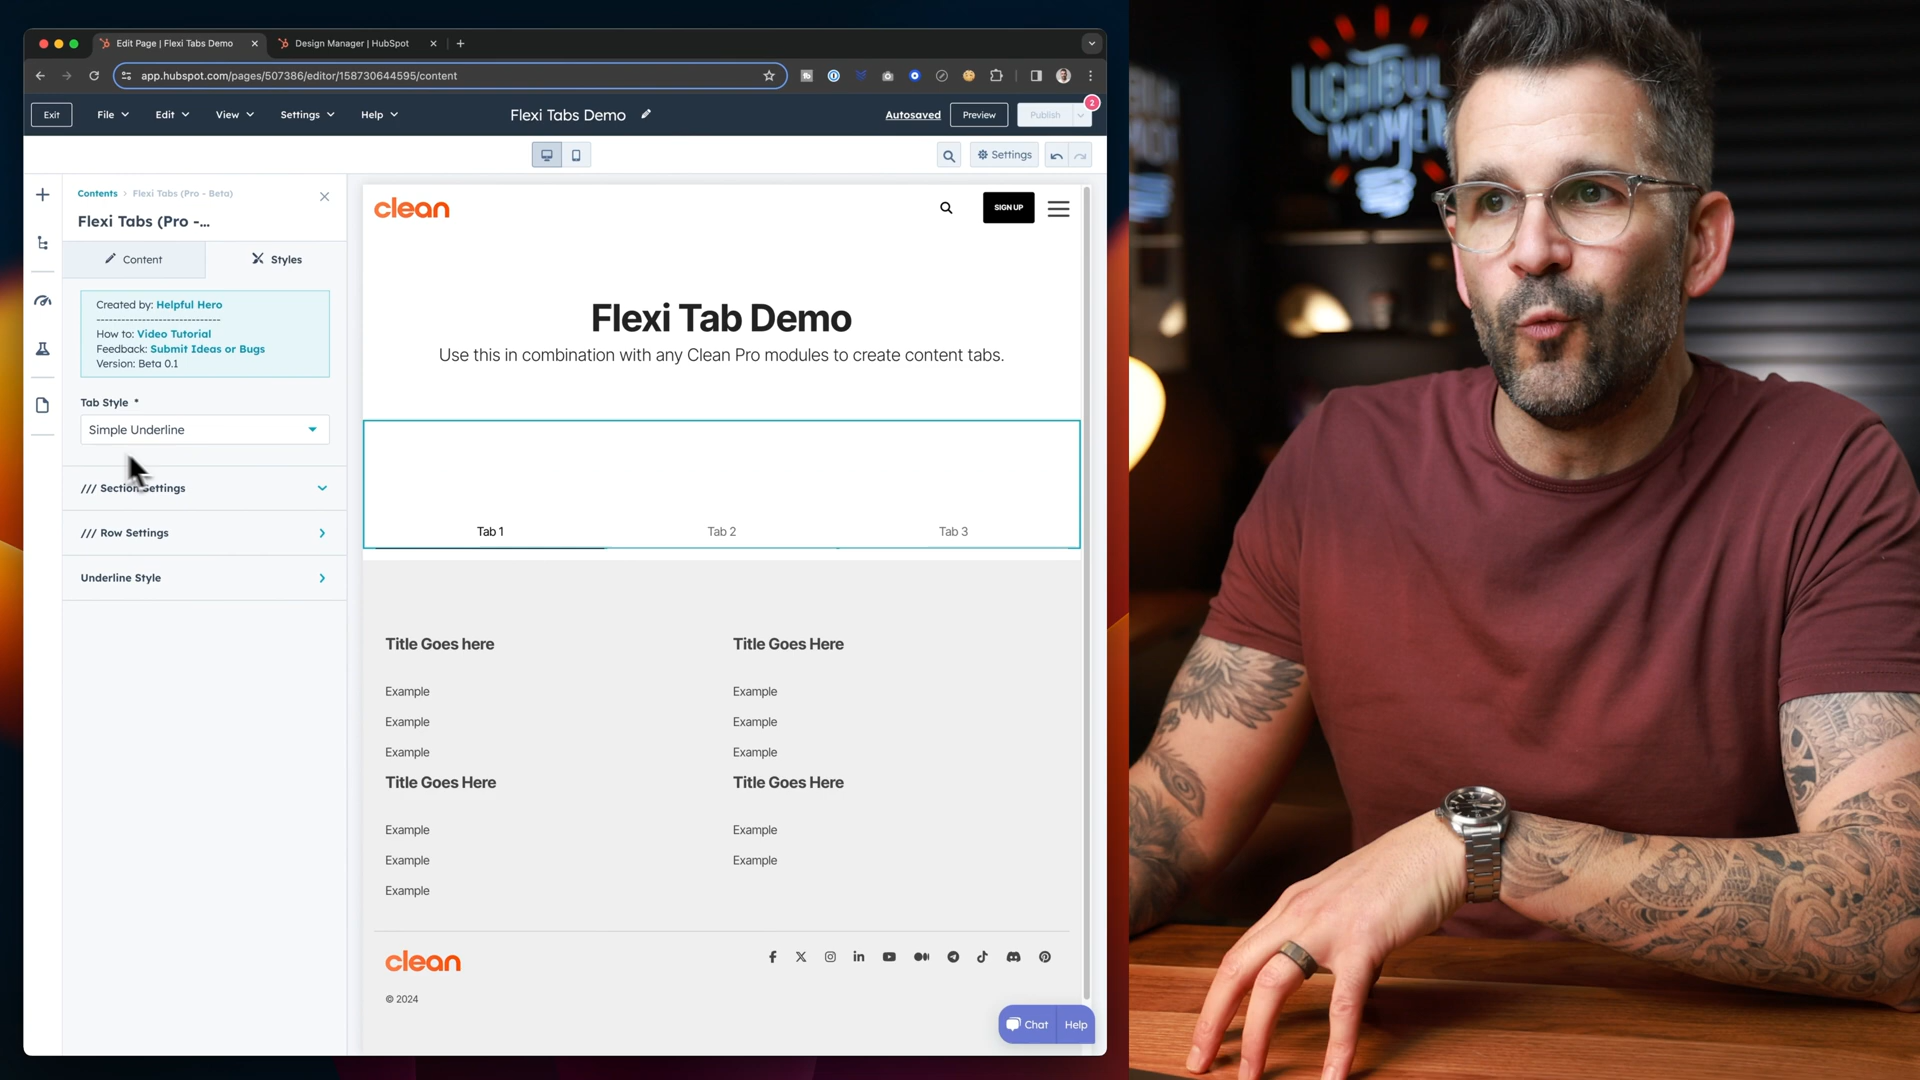 Edit Page | Flexi Tabs Demo
Design Manager | HubSpot
app.hubspot.com/pages/507386/editor/158730644595/content
Exit
File
Edit
View
Settings
Help
Flexi Tabs Demo
Autosaved
Preview
Publish
2
Settings
Contents > Flexi Tabs (Pro - Beta)
Flexi Tabs (Pro -...
Content
Styles
Created by: Helpful Hero
------------------------------
How to: Video Tutorial
Feedback: Submit Ideas or Bugs
Version: Beta 0.1
Tab Style *
Simple Underline
/// Section Settings
/// Row Settings
Underline Style
clean
SIGN UP
Flexi Tab Demo
Use this in combination with any Clean Pro modules to create content tabs.
Tab 1
Tab 2
Tab 3
Title Goes here
Example
Example
Example
Title Goes Here
Example
Example
Example
Title Goes Here
Example
Example
Example
Title Goes Here
Example
Example
clean
© 2024
Chat
Help
LIGHTBUL
MOMEN